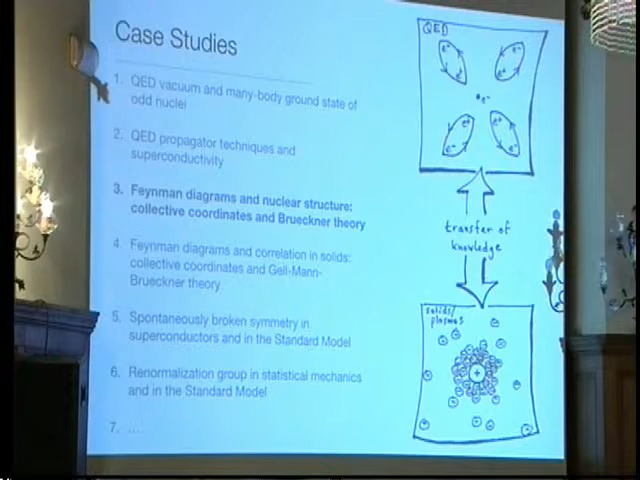 Case Studies
1. QED vacuum and many-body ground state of
odd nuclei
2. QED propagator techniques and
superconductivity
3. Feynman diagrams and nuclear structure:
collective coordinates and Brueckner theory
4. Feynman diagrams and correlation in solids:
collective coordinates and Gell-Mann-
Brueckner theory
5. Spontaneously broken symmetry in
superconductors and in the Standard Model
6. Renormalization group in statistical mechanics
and in the Standard Model
7. ...
QED
transfer of
knowledge
solids/
plasmas
+